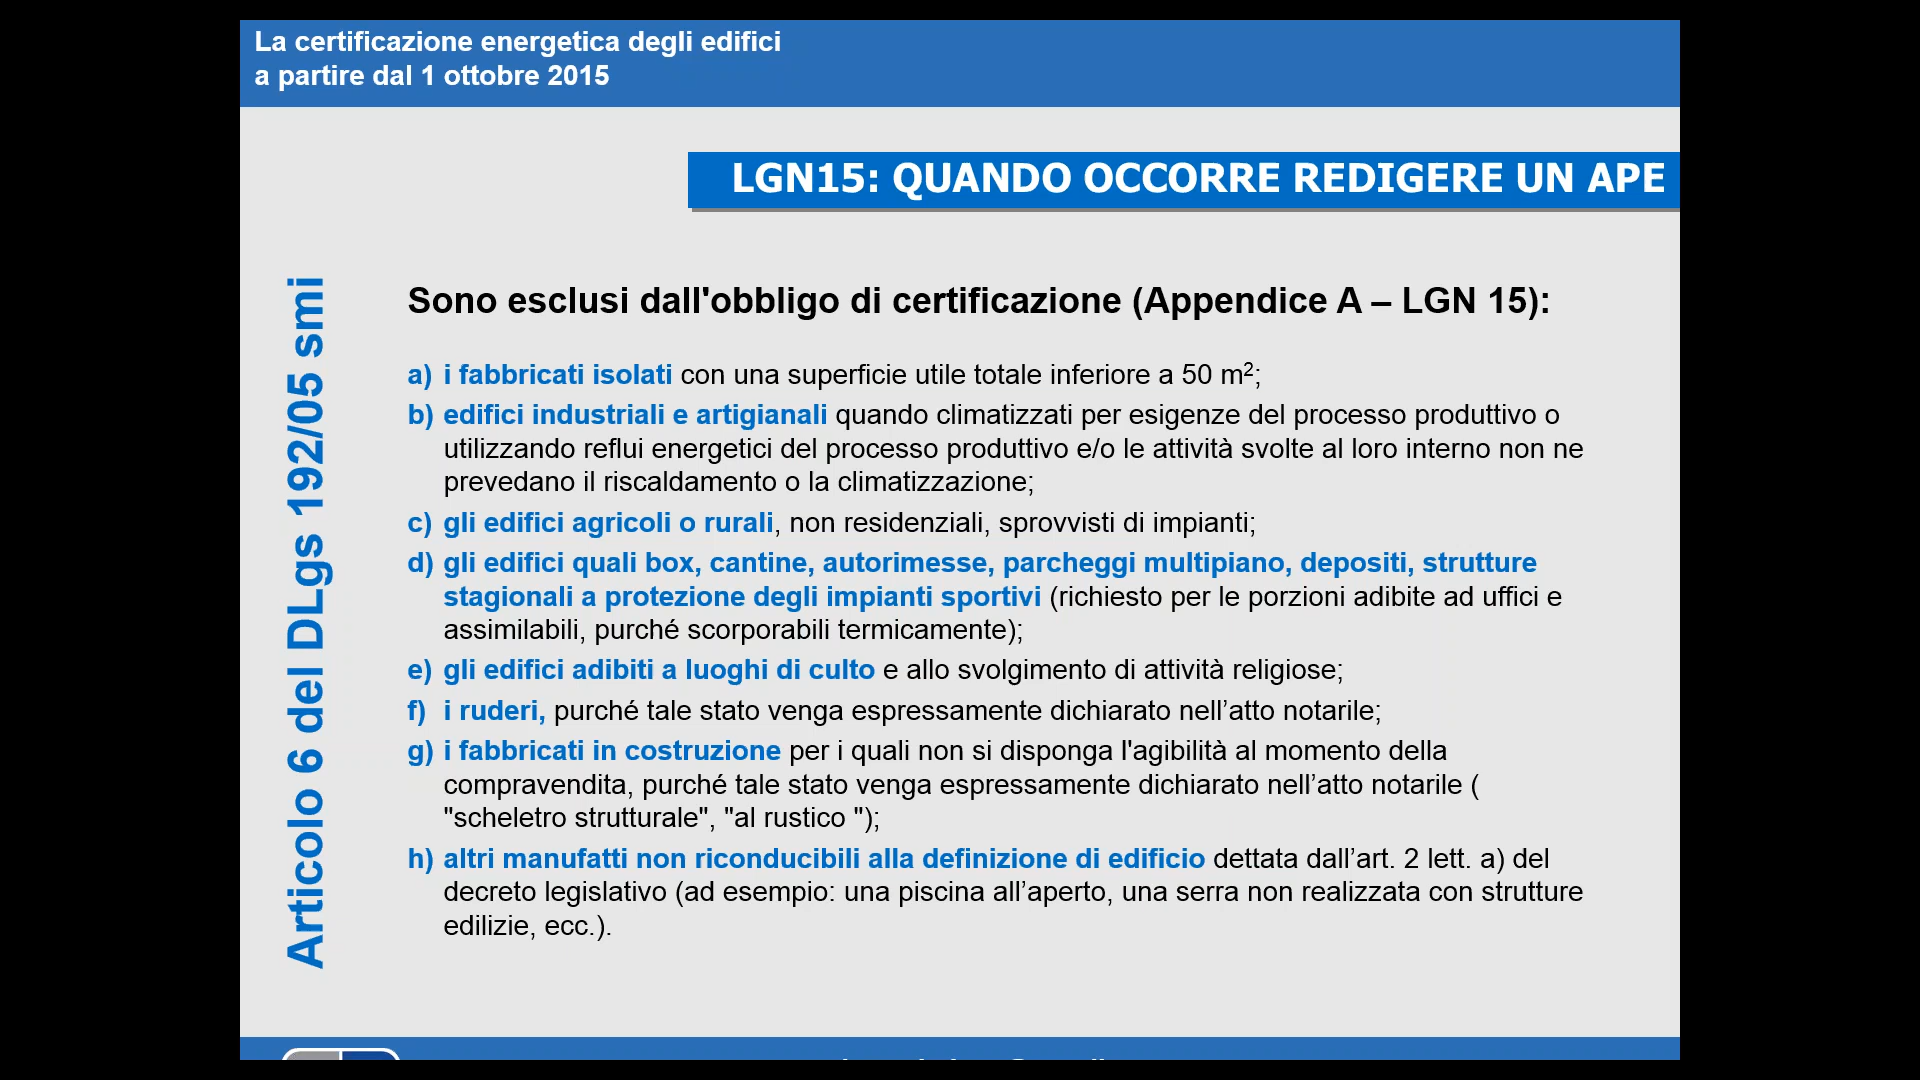 La certificazione energetica degli edifici
a partire dal 1 ottobre 2015
LGN15: QUANDO OCCORRE REDIGERE UN APE
Articolo 6 del DLgs 192/05 smi
Sono esclusi dall'obbligo di certificazione (Appendice A – LGN 15):
a) i fabbricati isolati con una superficie utile totale inferiore a 50 m²;
b) edifici industriali e artigianali quando climatizzati per esigenze del processo produttivo o
utilizzando reflui energetici del processo produttivo e/o le attività svolte al loro interno non ne
prevedano il riscaldamento o la climatizzazione;
c) gli edifici agricoli o rurali, non residenziali, sprovvisti di impianti;
d) gli edifici quali box, cantine, autorimesse, parcheggi multipiano, depositi, strutture
stagionali a protezione degli impianti sportivi (richiesto per le porzioni adibite ad uffici e
assimilabili, purché scorporabili termicamente);
e) gli edifici adibiti a luoghi di culto e allo svolgimento di attività religiose;
f) i ruderi, purché tale stato venga espressamente dichiarato nell’atto notarile;
g) i fabbricati in costruzione per i quali non si disponga l'agibilità al momento della
compravendita, purché tale stato venga espressamente dichiarato nell’atto notarile (
"scheletro strutturale", "al rustico ");
h) altri manufatti non riconducibili alla definizione di edificio dettata dall’art. 2 lett. a) del
decreto legislativo (ad esempio: una piscina all’aperto, una serra non realizzata con strutture
edilizie, ecc.).